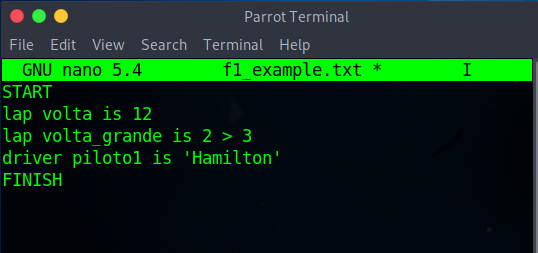 Parrot Terminal
File Edit View Search Terminal Help
GNU nano 5.4 f1_example.txt * I
START
lap volta is 12
lap volta_grande is 2 > 3
driver piloto1 is 'Hamilton'
FINISH